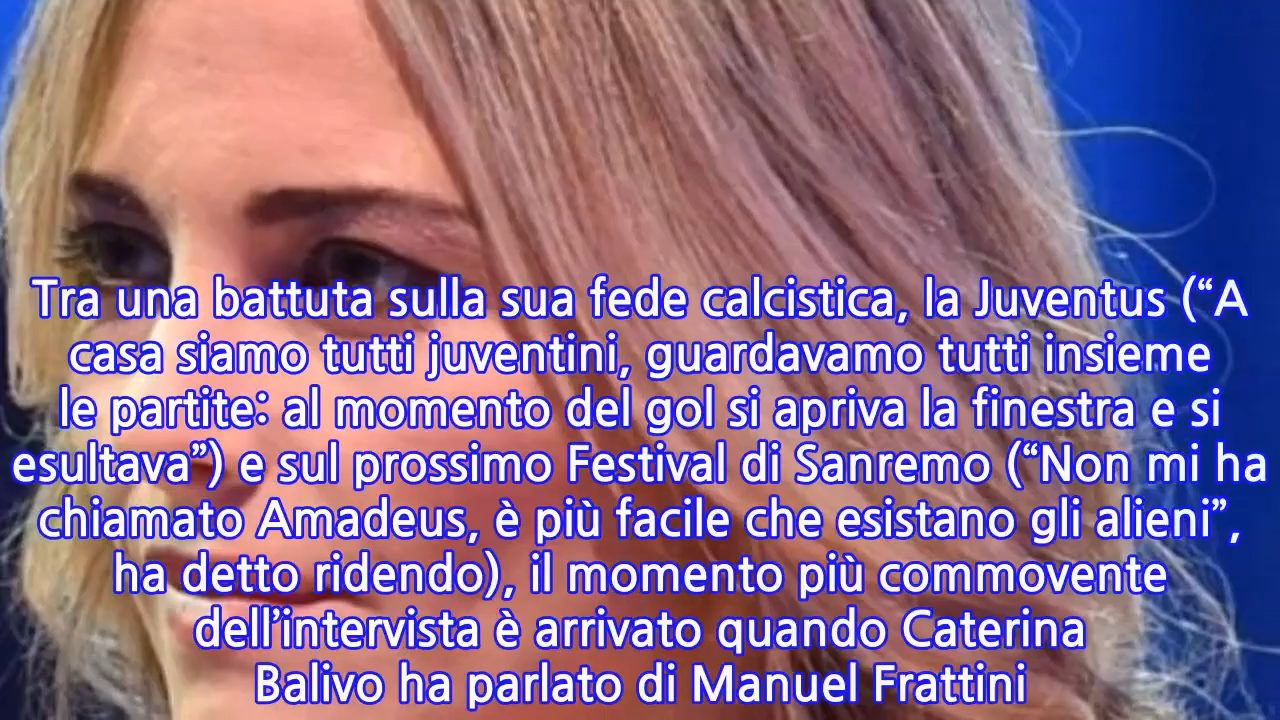 Tra una battuta sulla sua fede calcistica, la Juventus (“A
casa siamo tutti juventini, guardavamo tutti insieme
le partite: al momento del gol si apriva la finestra e si
esultava”) e sul prossimo Festival di Sanremo (“Non mi ha
chiamato Amadeus, è più facile che esistano gli alieni”,
ha detto ridendo), il momento più commovente
dell’intervista è arrivato quando Caterina
Balivo ha parlato di Manuel Frattini